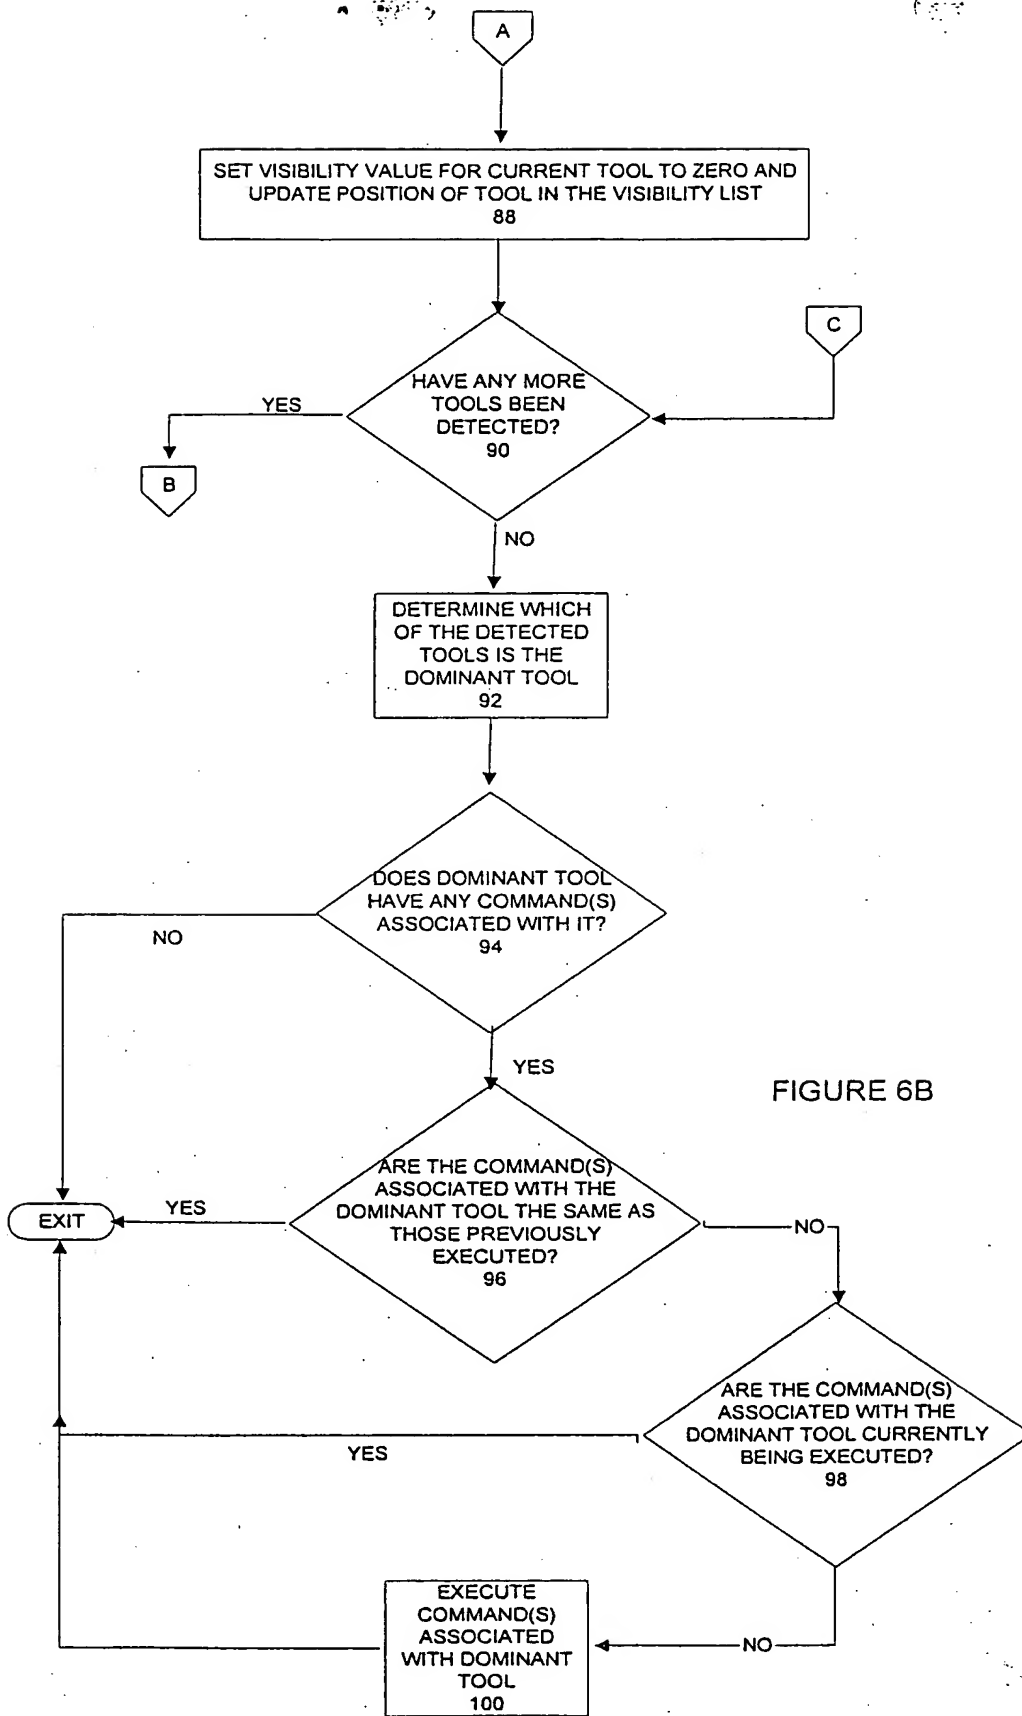 A
SET VISIBILITY VALUE FOR CURRENT TOOL TO ZERO AND
UPDATE POSITION OF TOOL IN THE VISIBILITY LIST
88
C
HAVE ANY MORE
TOOLS BEEN
DETECTED?
90
YES
B
NO
DETERMINE WHICH
OF THE DETECTED
TOOLS IS THE
DOMINANT TOOL
92
DOES DOMINANT TOOL
HAVE ANY COMMAND(S)
ASSOCIATED WITH IT?
94
NO
YES
FIGURE 6B
ARE THE COMMAND(S)
ASSOCIATED WITH THE
DOMINANT TOOL THE SAME AS
THOSE PREVIOUSLY
EXECUTED?
96
YES
EXIT
NO
ARE THE COMMAND(S)
ASSOCIATED WITH THE
DOMINANT TOOL CURRENTLY
BEING EXECUTED?
98
YES
NO
EXECUTE
COMMAND(S)
ASSOCIATED
WITH DOMINANT
TOOL
100